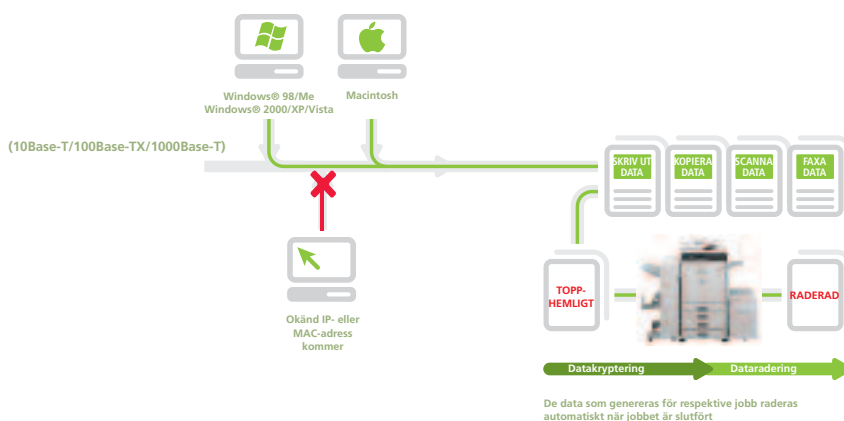 Windows® 98/Me
Windows® 2000/XP/Vista
Macintosh
(10Base-T/100Base-TX/1000Base-T)
SKRIV UT
DATA
KOPIERA
DATA
SCANNA
DATA
FAXA
DATA
Okänd IP- eller
MAC-adress
kommer
TOPP-
HEMLIGT
RADERAD
Datakryptering
Dataradering
De data som genereras för respektive jobb raderas
automatiskt när jobbet är slutfört